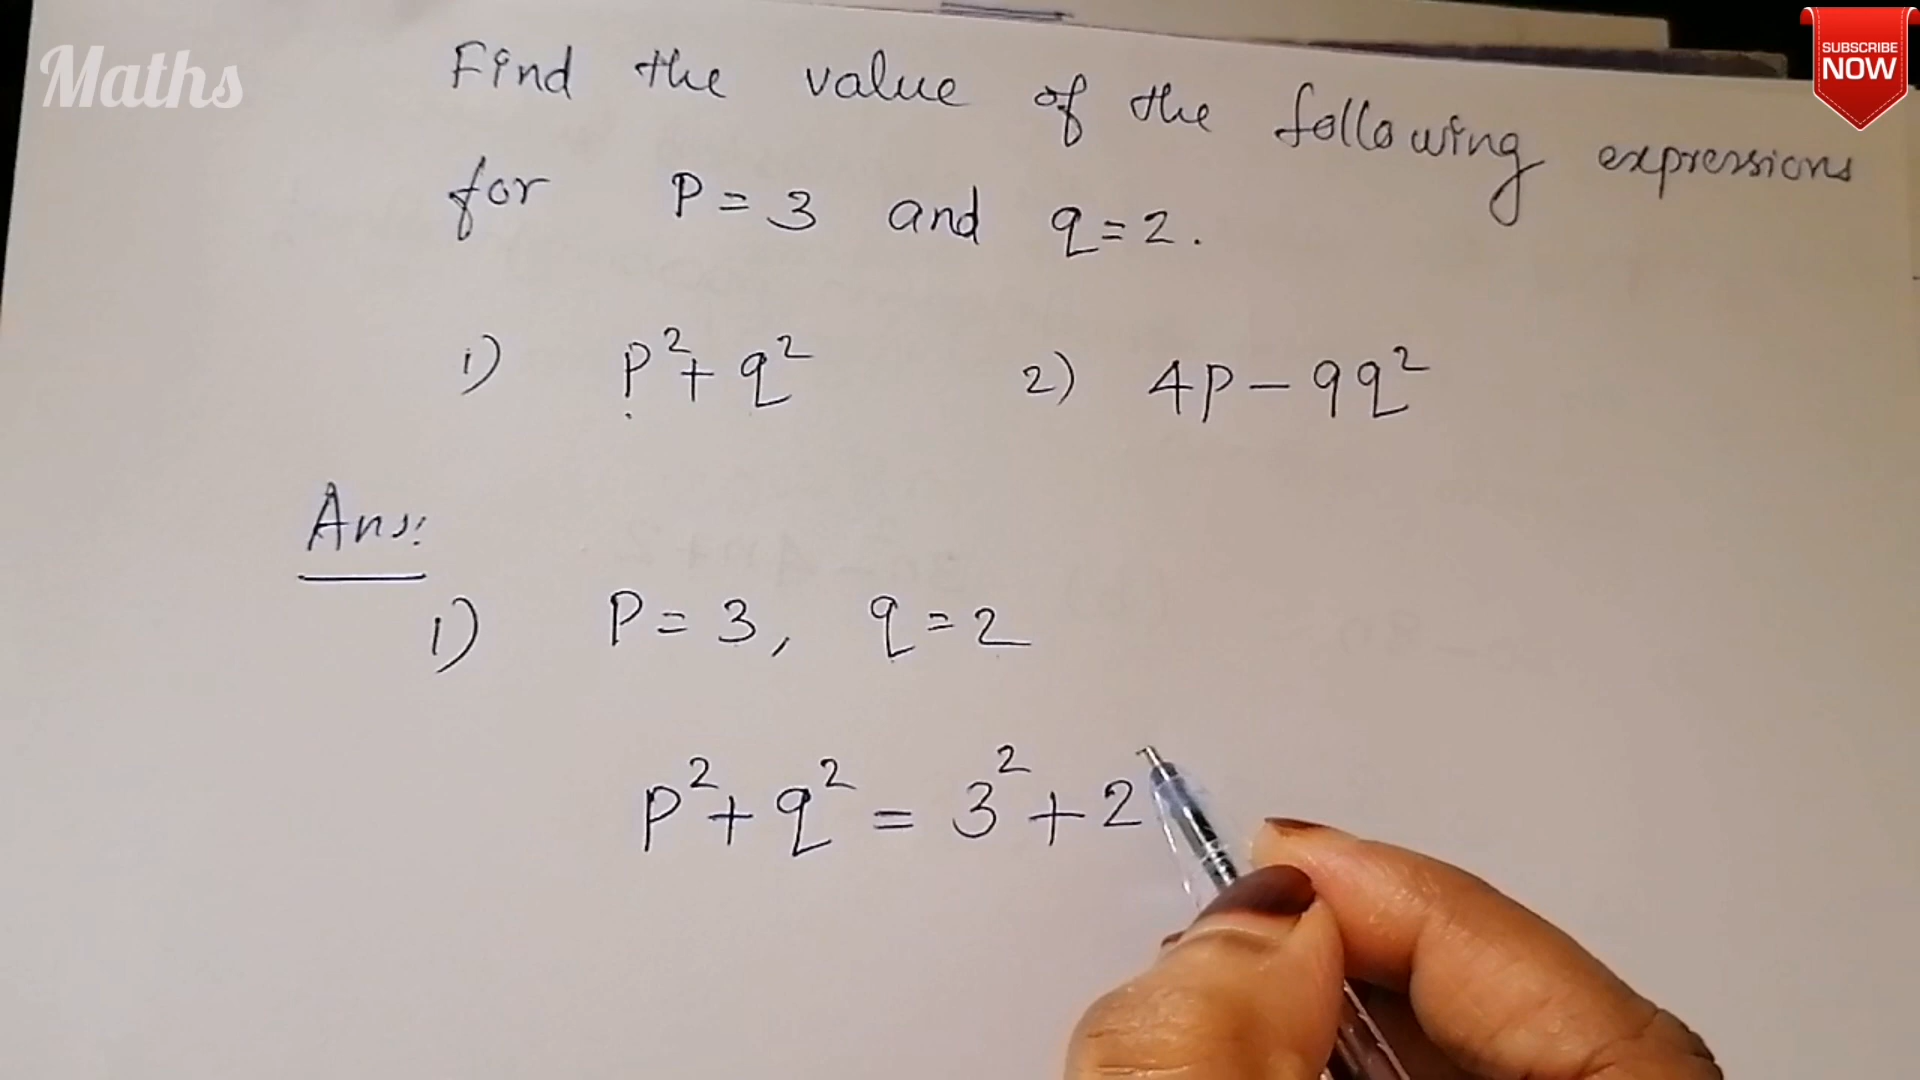 Maths
SUBSCRIBE
NOW
Find the value of the following expressions
for P = 3 and q = 2.
1) p² + q² 2) 4p - 9q²
Ans:
1) P = 3, q = 2
p² + q² = 3² + 2